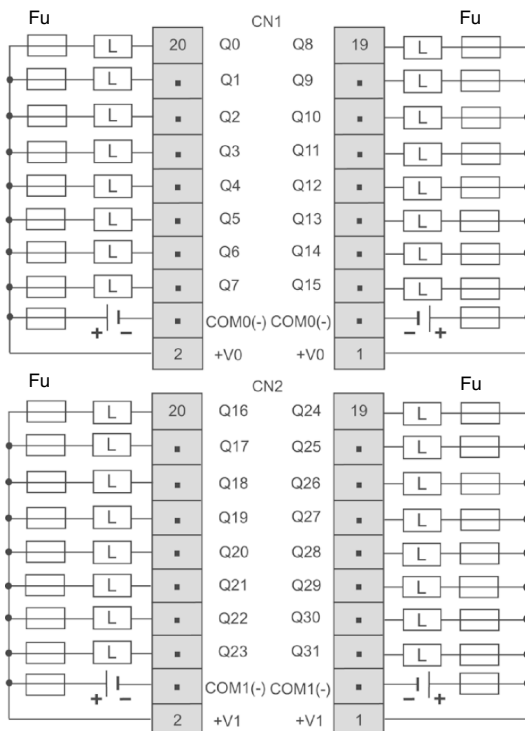 CN1
Fu Fu
L 20 Q0 Q8 19 L
L Q1 Q9 L
L Q2 Q10 L
L Q3 Q11 L
L Q4 Q12 L
L Q5 Q13 L
L Q6 Q14 L
L Q7 Q15 L
+ - COM0(-) COM0(-) - +
2 +V0 +V0 1
CN2
Fu Fu
L 20 Q16 Q24 19 L
L Q17 Q25 L
L Q18 Q26 L
L Q19 Q27 L
L Q20 Q28 L
L Q21 Q29 L
L Q22 Q30 L
L Q23 Q31 L
+ - COM1(-) COM1(-) - +
2 +V1 +V1 1